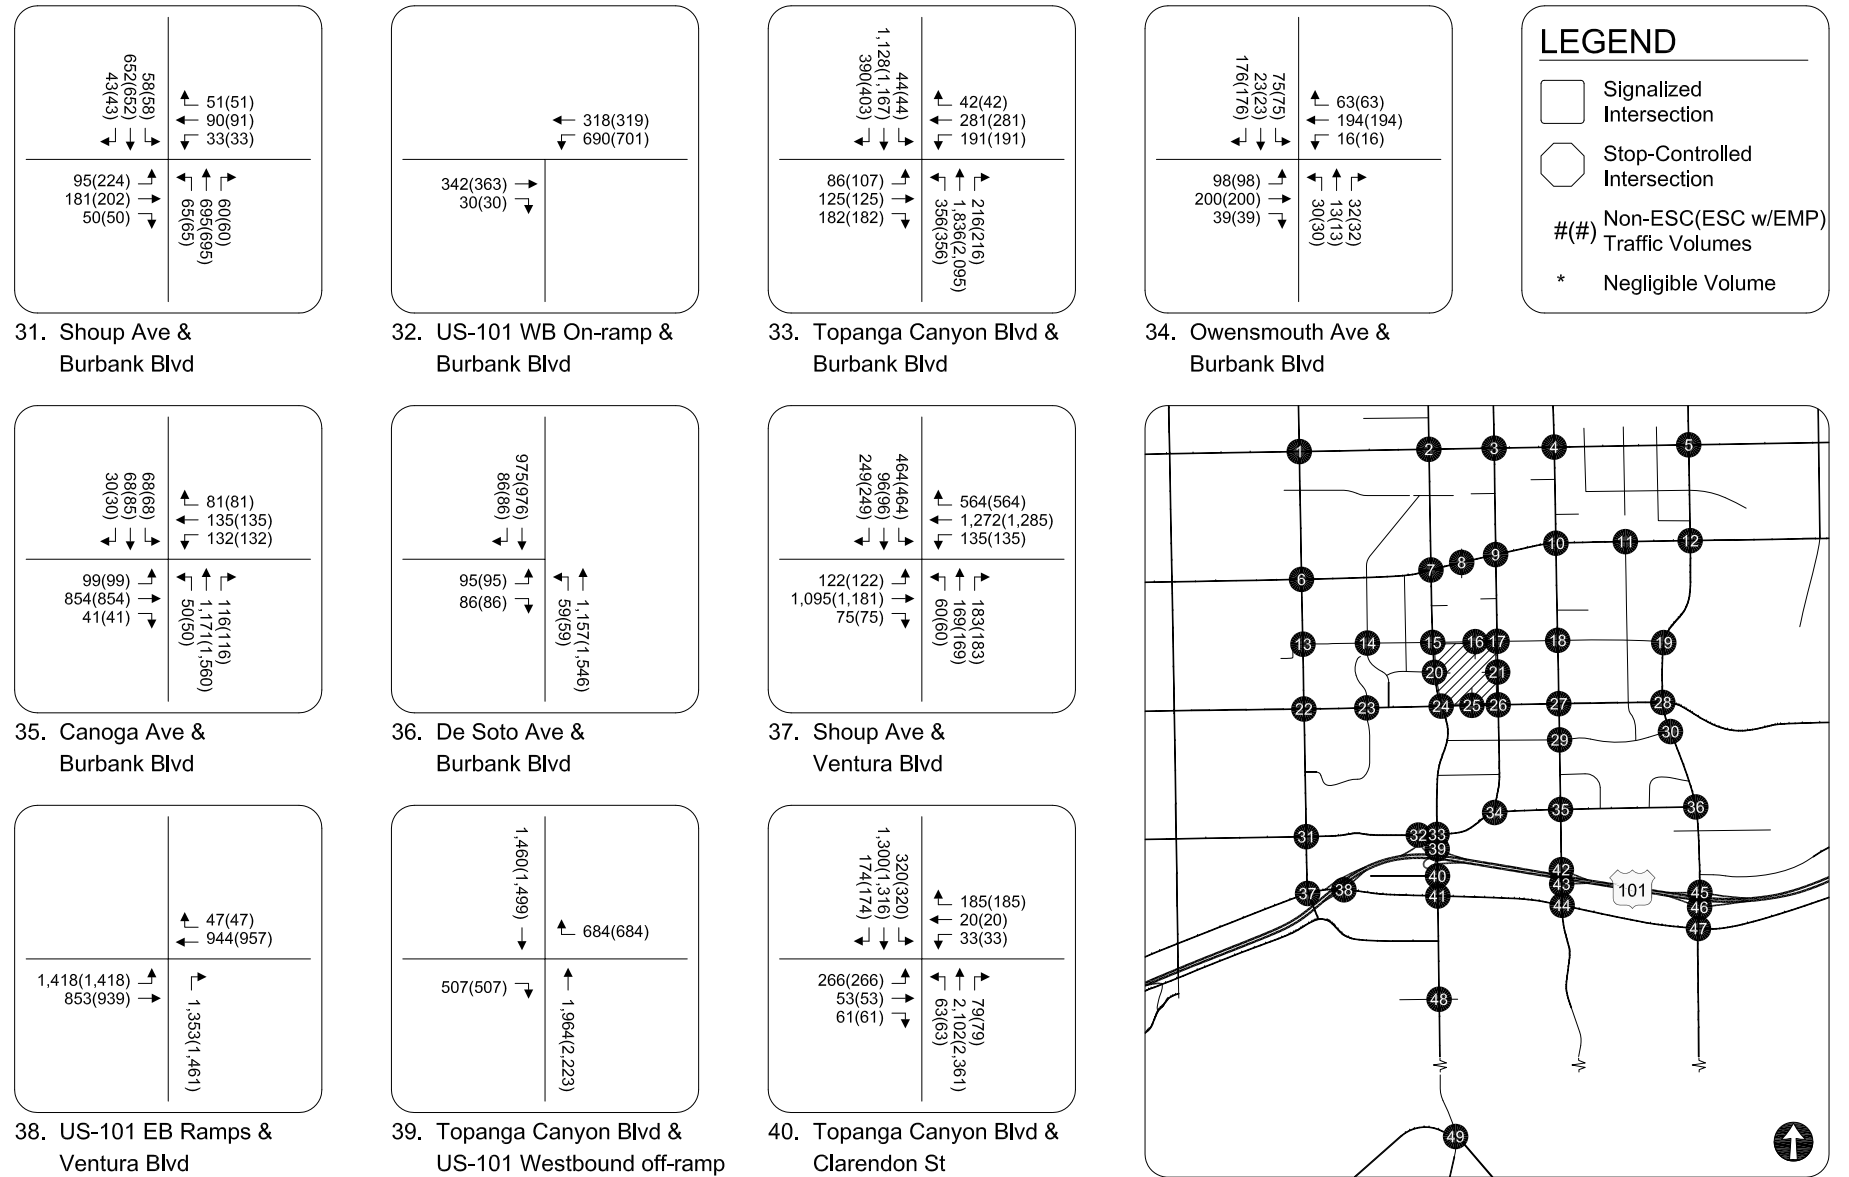 43(43)
652(652)
58(58)
51(51)
90(91)
33(33)
95(224)
181(202)
50(50)
65(65)
695(695)
60(60)
31. Shoup Ave &
Burbank Blvd
318(319)
690(701)
342(363)
30(30)
32. US-101 WB On-ramp &
Burbank Blvd
390(403)
1,128(1,167)
44(44)
42(42)
281(281)
191(191)
86(107)
125(125)
182(182)
356(356)
1,836(2,095)
216(216)
33. Topanga Canyon Blvd &
Burbank Blvd
176(176)
23(23)
75(75)
63(63)
194(194)
16(16)
98(98)
200(200)
39(39)
30(30)
13(13)
32(32)
34. Owensmouth Ave &
Burbank Blvd
LEGEND
Signalized
Intersection
Stop-Controlled
Intersection
#(#) Non-ESC(ESC w/EMP)
Traffic Volumes
* Negligible Volume
30(30)
68(85)
68(68)
81(81)
135(135)
132(132)
99(99)
854(854)
41(41)
50(50)
1,171(1,560)
116(116)
35. Canoga Ave &
Burbank Blvd
86(86)
975(976)
95(95)
86(86)
59(59)
1,157(1,546)
36. De Soto Ave &
Burbank Blvd
249(249)
96(96)
464(464)
564(564)
1,272(1,285)
135(135)
122(122)
1,095(1,181)
75(75)
60(60)
169(169)
183(183)
37. Shoup Ave &
Ventura Blvd
47(47)
944(957)
1,418(1,418)
853(939)
1,353(1,461)
38. US-101 EB Ramps &
Ventura Blvd
1,460(1,499)
684(684)
507(507)
1,964(2,223)
39. Topanga Canyon Blvd &
US-101 Westbound off-ramp
174(174)
1,300(1,316)
320(320)
185(185)
20(20)
33(33)
266(266)
53(53)
61(61)
63(63)
2,102(2,361)
79(79)
40. Topanga Canyon Blvd &
Clarendon St
1 2 3 4 5
6 7 8 9 10 11 12
13 14 15 16 17 18 19
20 21
22 23 24 25 26 27 28
29 30
31 32 33 34 35 36
37 38 39 40 41 42 43 44 101 45 46 47
48
49